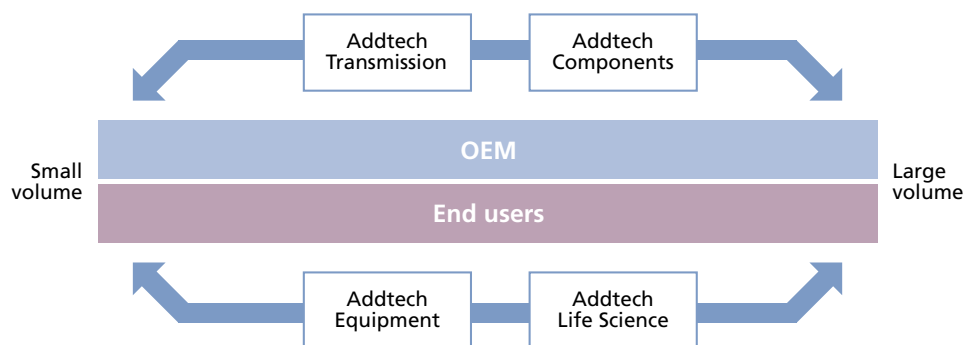 Addtech
Transmission
Addtech
Components
Small
volume
OEM
End users
Large
volume
Addtech
Equipment
Addtech
Life Science